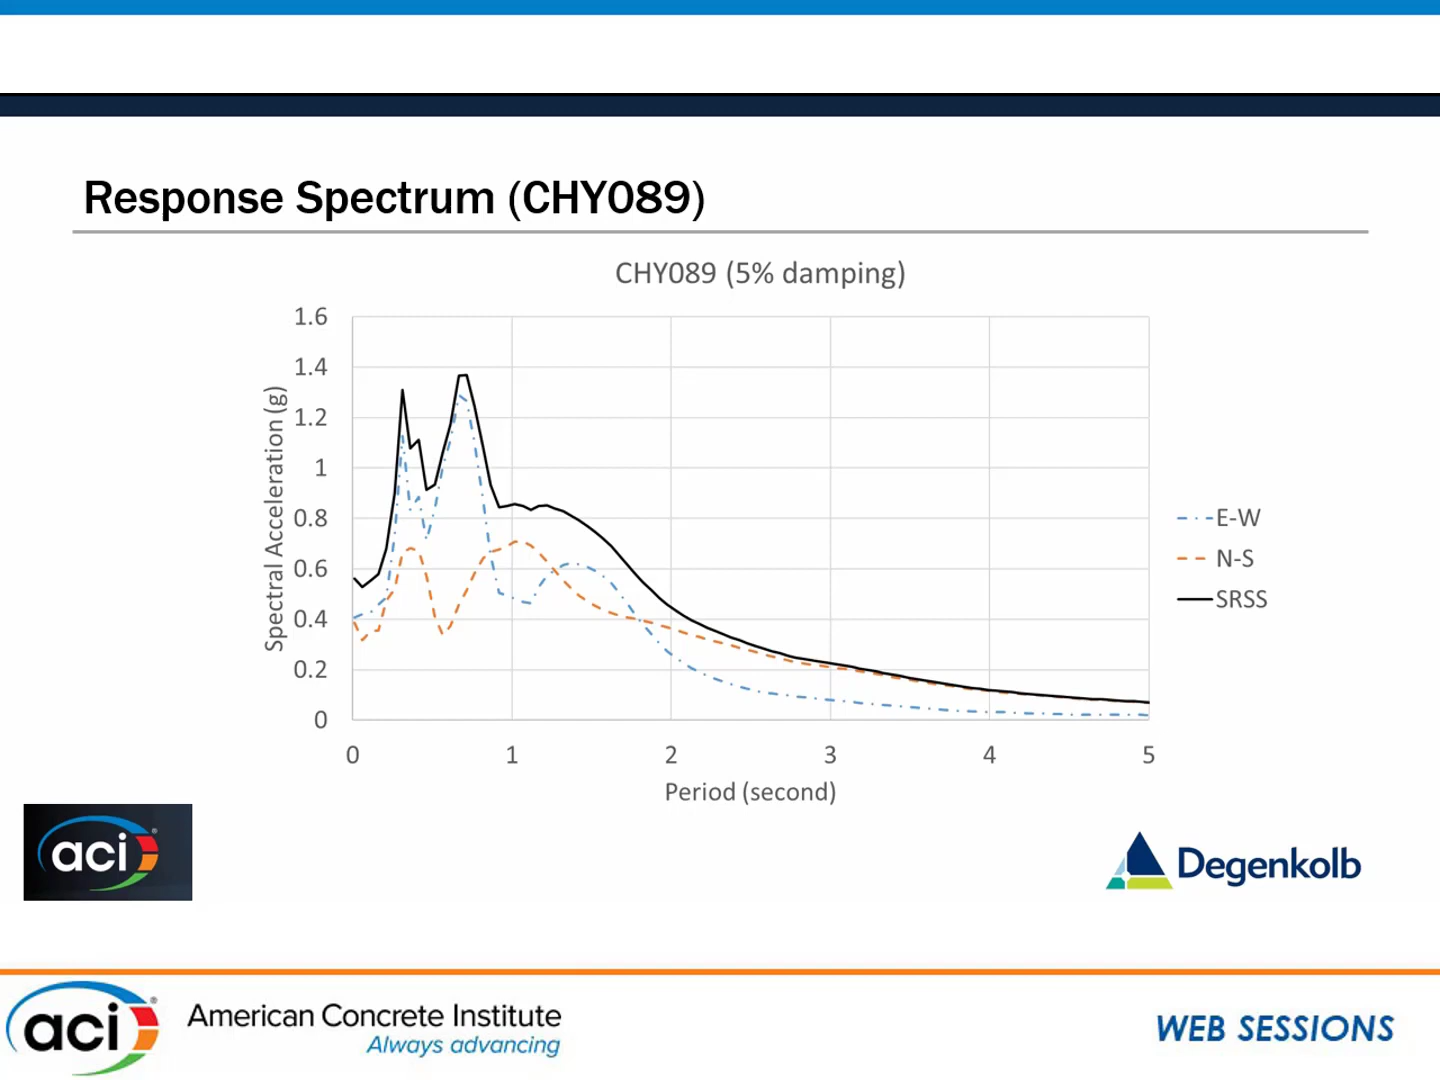 Response Spectrum (CHY089)
CHY089 (5% damping)
1.6
1.4
1.2
1
0.8
0.6
0.4
0.2
0
Spectral Acceleration (g)
0 1 2 3 4 5
Period (second)
E-W
N-S
SRSS
aci®
Degenkolb
aci®
American Concrete Institute
Always advancing
WEB SESSIONS